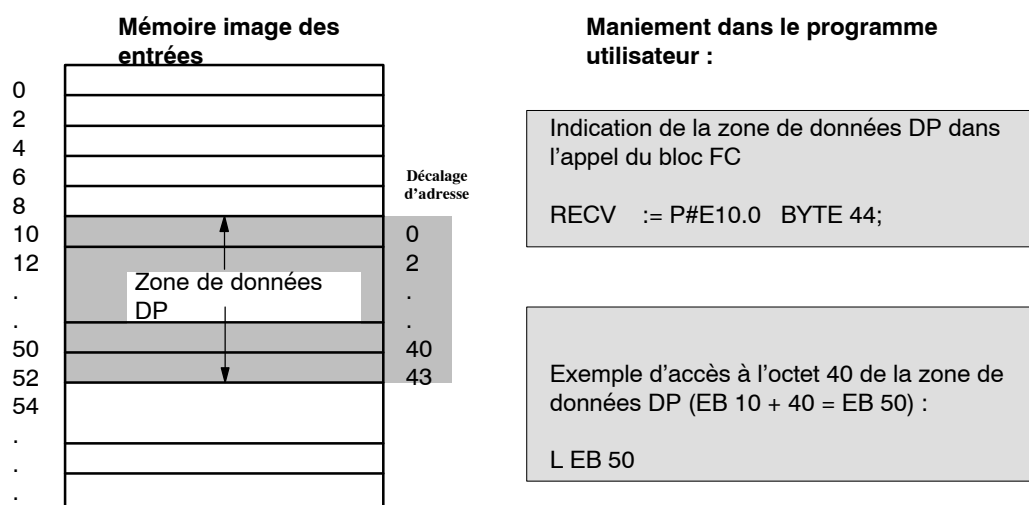 Mémoire image des
entrées
0
2
4
6
8
10
12
.
.
50
52
54
.
.
.
Zone de données
DP
Décalage
d’adresse
0
2
.
.
40
43
Maniement dans le programme
utilisateur :
Indication de la zone de données DP dans
l’appel du bloc FC
RECV := P#E10.0 BYTE 44;
Exemple d’accès à l’octet 40 de la zone de
données DP (EB 10 + 40 = EB 50) :
L EB 50